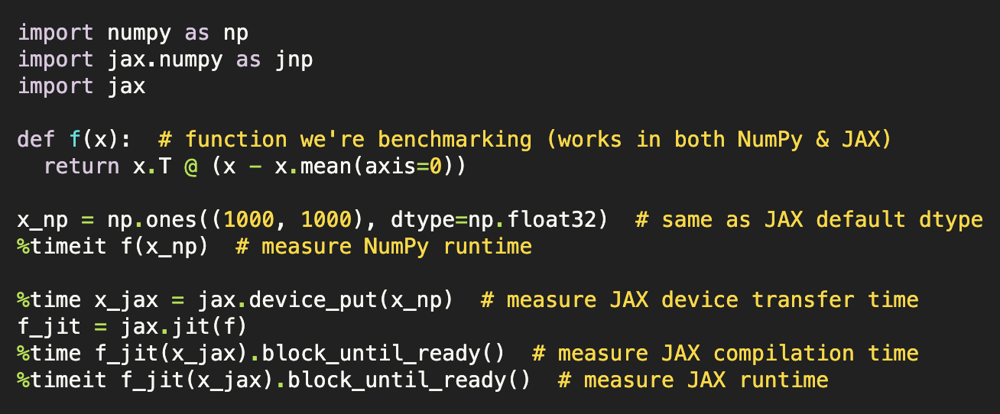 import numpy as np
import jax.numpy as jnp
import jax
def f(x):  # function we're benchmarking (works in both NumPy & JAX)
  return x.T @ (x - x.mean(axis=0))
x_np = np.ones((1000, 1000), dtype=np.float32)  # same as JAX default dtype
%timeit f(x_np)  # measure NumPy runtime
%time x_jax = jax.device_put(x_np)  # measure JAX device transfer time
f_jit = jax.jit(f)
%time f_jit(x_jax).block_until_ready()  # measure JAX compilation time
%timeit f_jit(x_jax).block_until_ready()  # measure JAX runtime